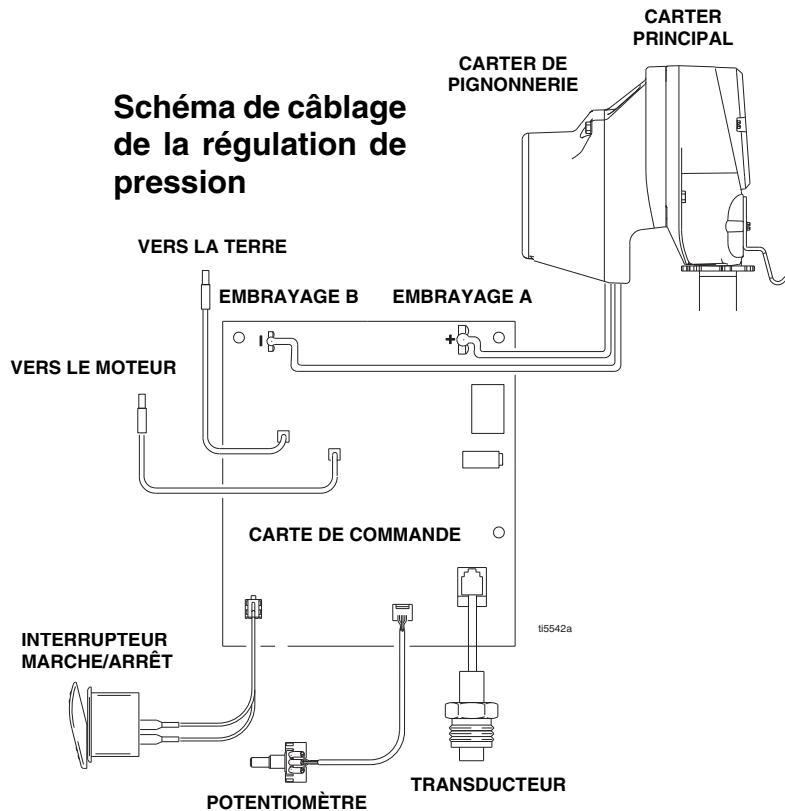 CARTER
PRINCIPAL
CARTER DE
PIGNONNERIE
Schéma de câblage
de la régulation de
pression
VERS LA TERRE
EMBRAYAGE B
EMBRAYAGE A
-
+
VERS LE MOTEUR
CARTE DE COMMANDE
ti5542a
INTERRUPTEUR
MARCHE/ARRÊT
TRANSDUCTEUR
POTENTIOMÈTRE